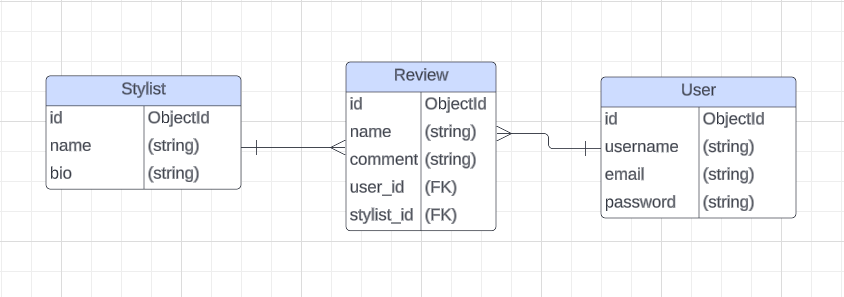 Stylist
id ObjectId
name (string)
bio (string)
Review
id ObjectId
name (string)
comment (string)
user_id (FK)
stylist_id (FK)
User
id ObjectId
username (string)
email (string)
password (string)